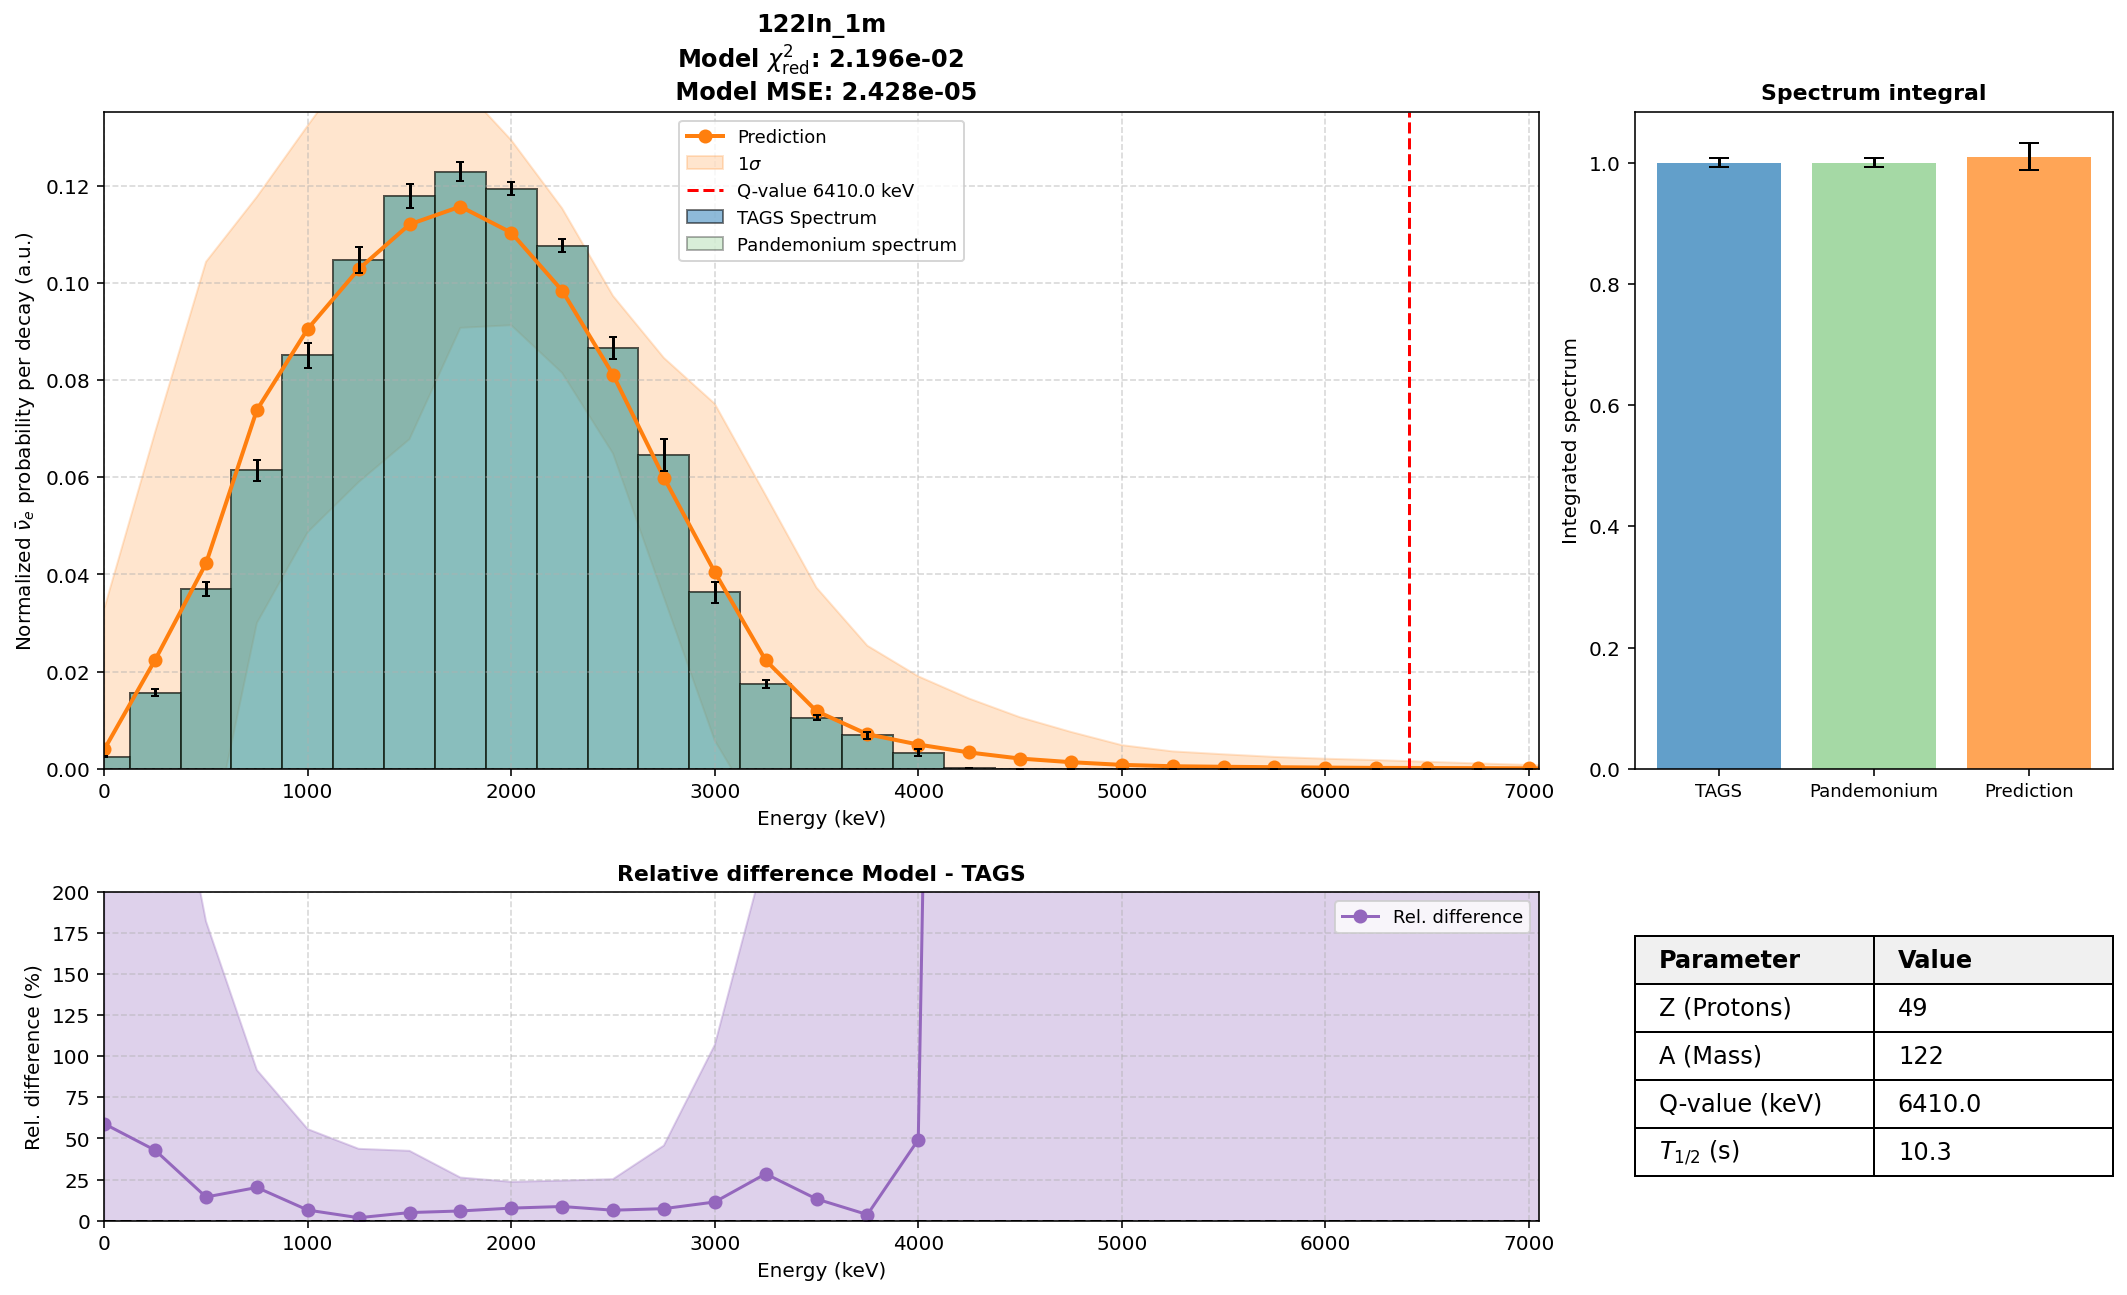 122In_1m
Model χ²red: 2.196e-02
Model MSE: 2.428e-05
Normalized ν̄e probability per decay (a.u.)
0.12
0.10
0.08
0.06
0.04
0.02
0.00
Prediction
1σ
Q-value 6410.0 keV
TAGS Spectrum
Pandemonium spectrum
0 1000 2000 3000 4000 5000 6000 7000
Energy (keV)
Spectrum integral
Integrated spectrum
1.0
0.8
0.6
0.4
0.2
0.0
TAGS Pandemonium Prediction
Relative difference Model - TAGS
Rel. difference (%)
200
175
150
125
100
75
50
25
0
Rel. difference
0 1000 2000 3000 4000 5000 6000 7000
Energy (keV)
Parameter Value
Z (Protons) 49
A (Mass) 122
Q-value (keV) 6410.0
T1/2 (s) 10.3